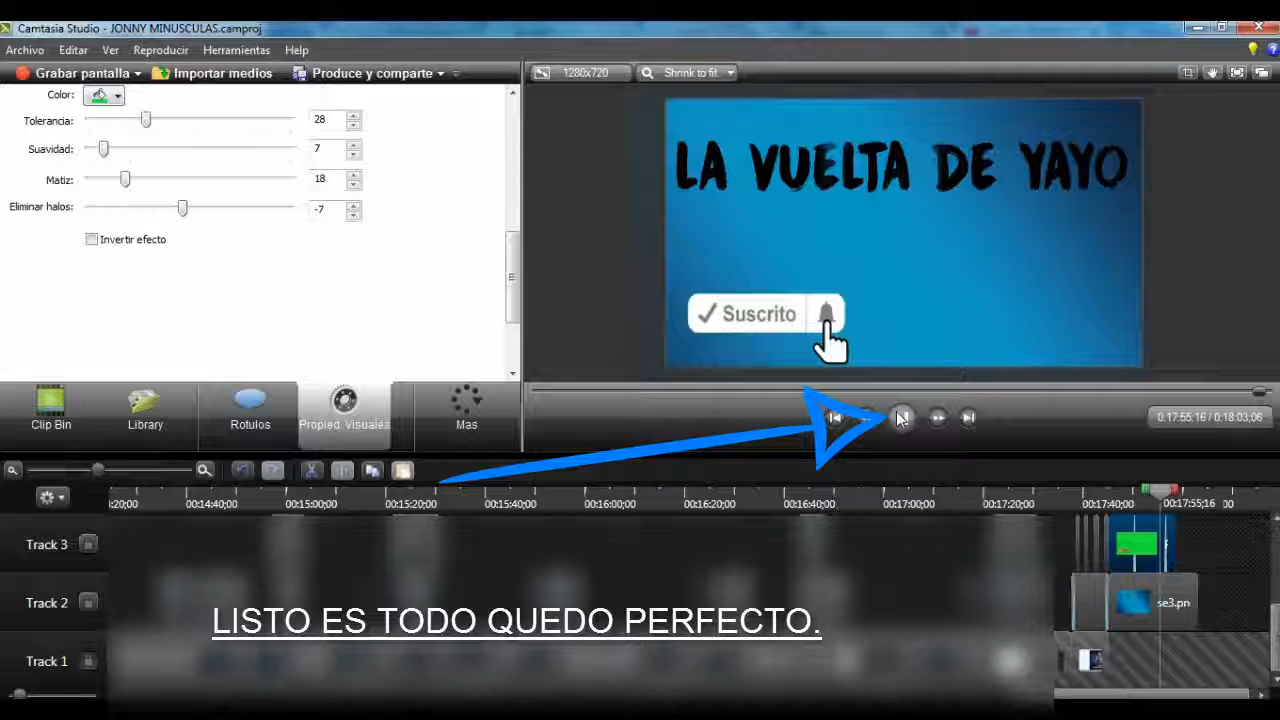 Camtasia Studio - JONNY MINUSCULAS.camproj
Archivo Editar Ver Reproducir Herramientas Help
Grabar pantalla Importar medios Produce y comparte
1280x720 Shrink to fit
Color:
Tolerancia: 28
Suavidad: 7
Matiz: 18
Eliminar halos: -7
Invertir efecto
LA VUELTA DE YAYO
Suscrito
Clip Bin Library Rotulos Propied. Visuales Mas
0:17:55;16 / 0:18:03;06
:20;00 00:14:40;00 00:15:00;00 00:15:20;00 00:15:40;00 00:16:00;00 00:16:20;00 00:16:40;00 00:17:00;00 00:17:20;00 00:17:40;00 00:17:55;16 :00
Track 3
Track 2 se3.pn
LISTO ES TODO QUEDO PERFECTO.
Track 1